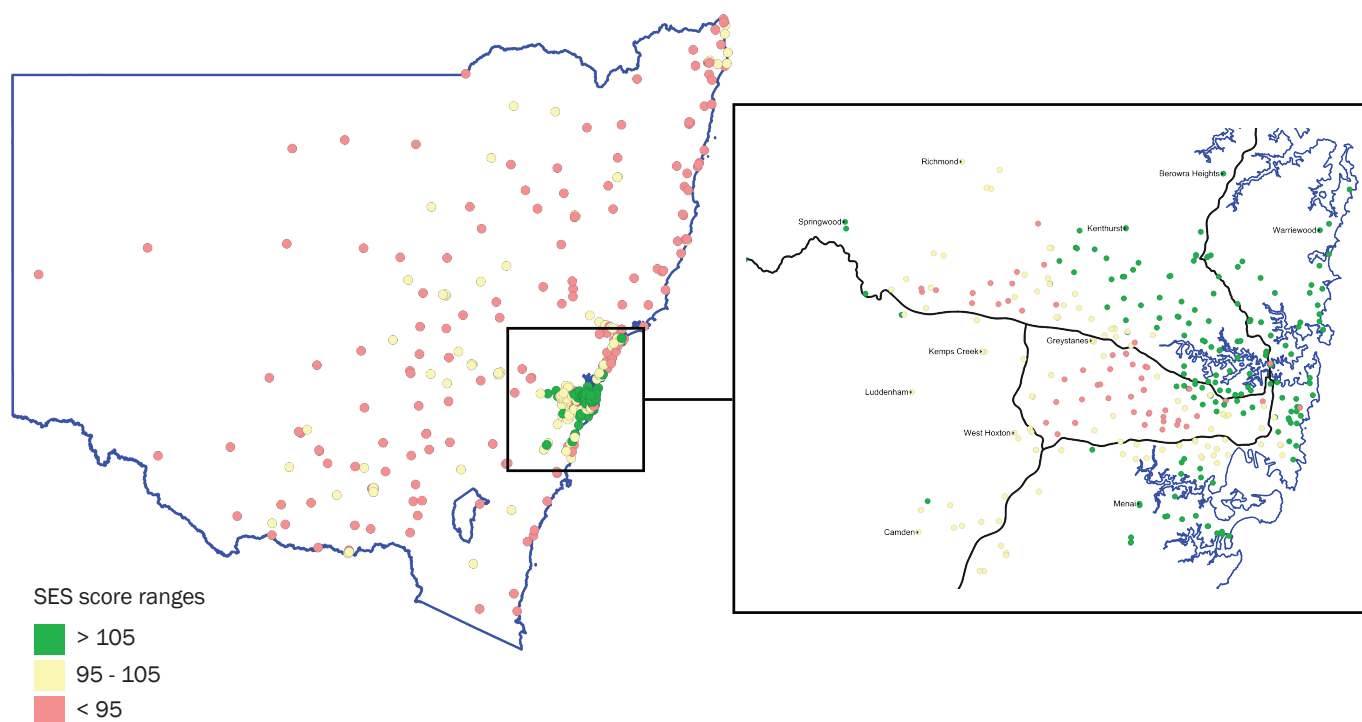 Richmond
Berowra Heights
Springwood
Kenthurst
Warriewood
Greystanes
Kemps Creek
Luddenham
West Hoxton
Menai
Camden
SES score ranges
> 105
95 - 105
< 95